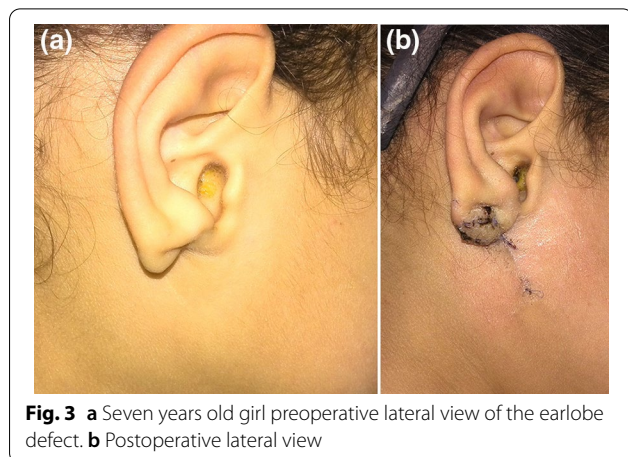 (a)
(b)
Fig. 3 a Seven years old girl preoperative lateral view of the earlobe
defect. b Postoperative lateral view